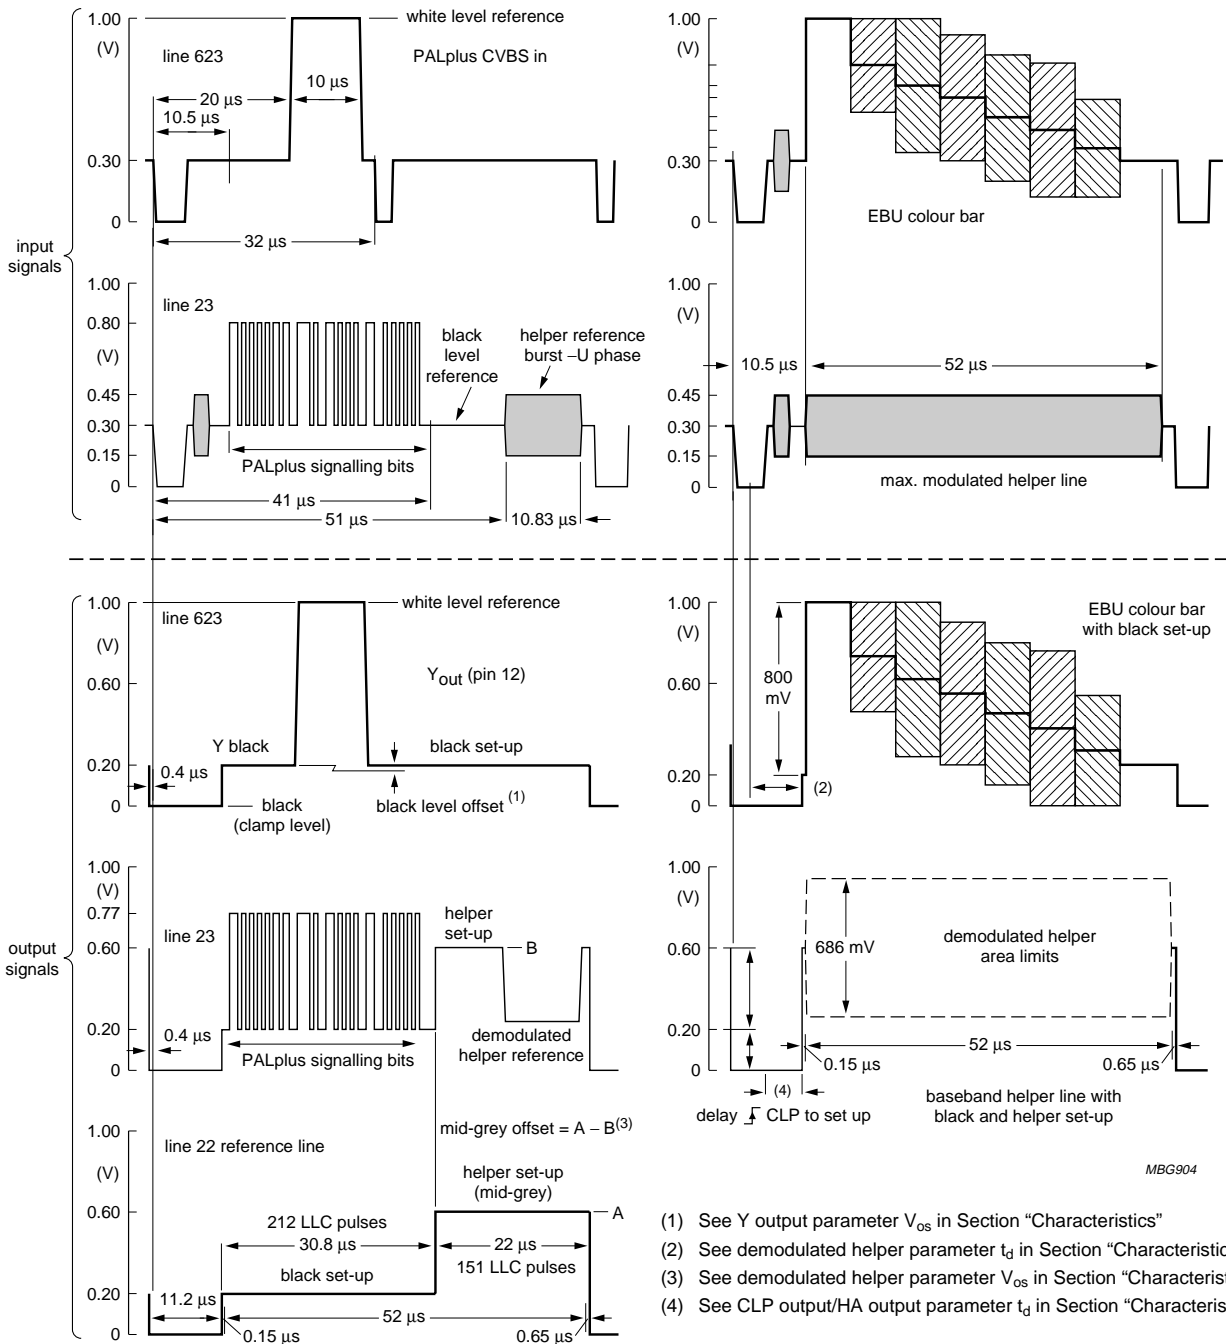 input signals
1.00
(V)
0.30
0
line 623
white level reference
PALplus CVBS in
10 µs
20 µs
10.5 µs
32 µs
1.00
(V)
0.30
0
EBU colour bar
1.00
0.80
(V)
0.45
0.30
0.15
0
line 23
black level reference
helper reference burst –U phase
PALplus signalling bits
41 µs
51 µs
10.83 µs
1.00
(V)
0.45
0.30
0.15
0
10.5 µs
52 µs
max. modulated helper line
output signals
1.00
(V)
0.60
0.20
0
line 623
white level reference
Yout (pin 12)
Y black
black set-up
0.4 µs
black (clamp level)
black level offset (1)
1.00
(V)
0.60
0.20
0
800 mV
(2)
EBU colour bar with black set-up
1.00
(V)
0.77
0.60
0.20
0
line 23
helper set-up
B
0.4 µs
PALplus signalling bits
demodulated helper reference
1.00
(V)
0.60
0.20
0
686 mV
demodulated helper area limits
52 µs
0.15 µs
0.65 µs
(4)
delay CLP to set up
baseband helper line with black and helper set-up
1.00
(V)
0.60
0.20
0
line 22 reference line
mid-grey offset = A – B(3)
helper set-up (mid-grey)
A
212 LLC pulses
30.8 µs
22 µs
151 LLC pulses
black set-up
11.2 µs
52 µs
0.15 µs
0.65 µs
MBG904
(1) See Y output parameter Vos in Section “Characteristics”
(2) See demodulated helper parameter td in Section “Characteristic
(3) See demodulated helper parameter Vos in Section “Characterist
(4) See CLP output/HA output parameter td in Section “Characteris